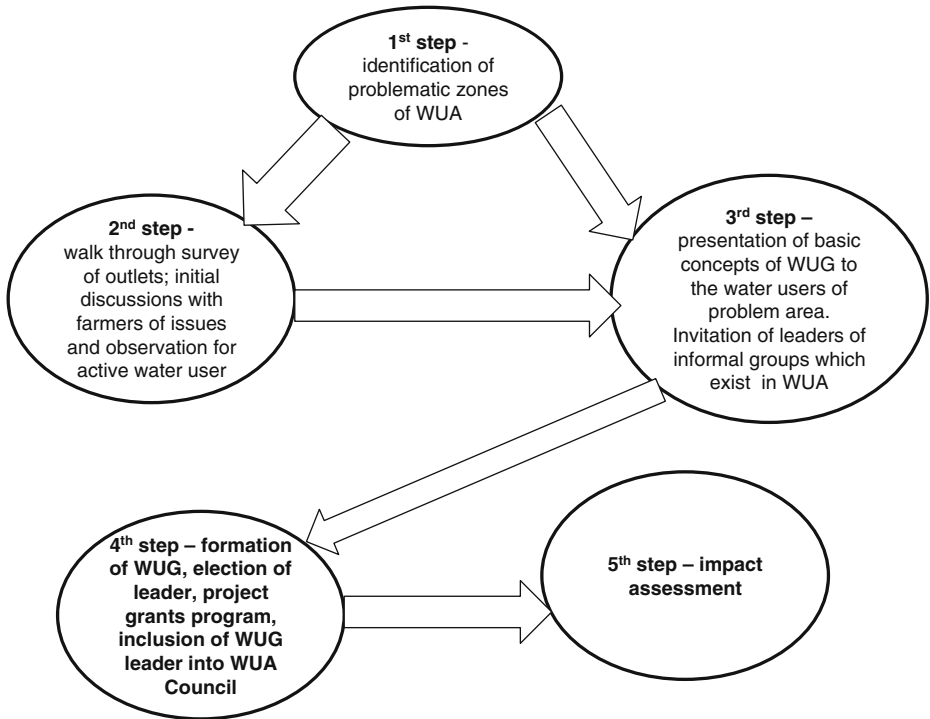 1st step -
identification of
problematic zones
of WUA
2nd step -
walk through survey
of outlets; initial
discussions with
farmers of issues
and observation for
active water user
3rd step –
presentation of basic
concepts of WUG to
the water users of
problem area.
Invitation of leaders of
informal groups which
exist in WUA
4th step – formation
of WUG, election of
leader, project
grants program,
inclusion of WUG
leader into WUA
Council
5th step – impact
assessment